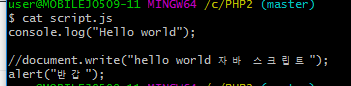 user@MOBILEJO509-11 MINGW64 /c/PHP2 (master)
$ cat script.js
console.log("Hello world");

//document.write("hello world 자바 스크립트");
alert("반갑");